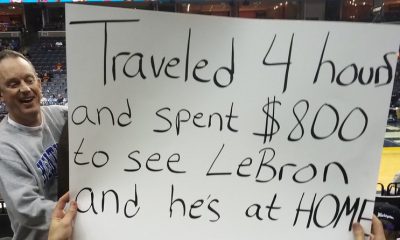 Traveled 4 hours
and spent $800
to see LeBron
and he's at HOME